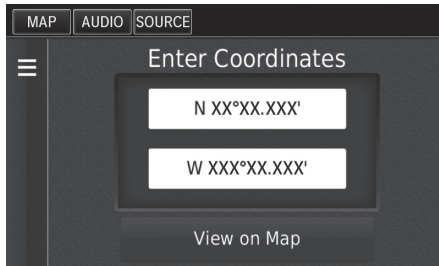 MAP AUDIO SOURCE
Enter Coordinates
N XX°XX.XXX'
W XXX°XX.XXX'
View on Map